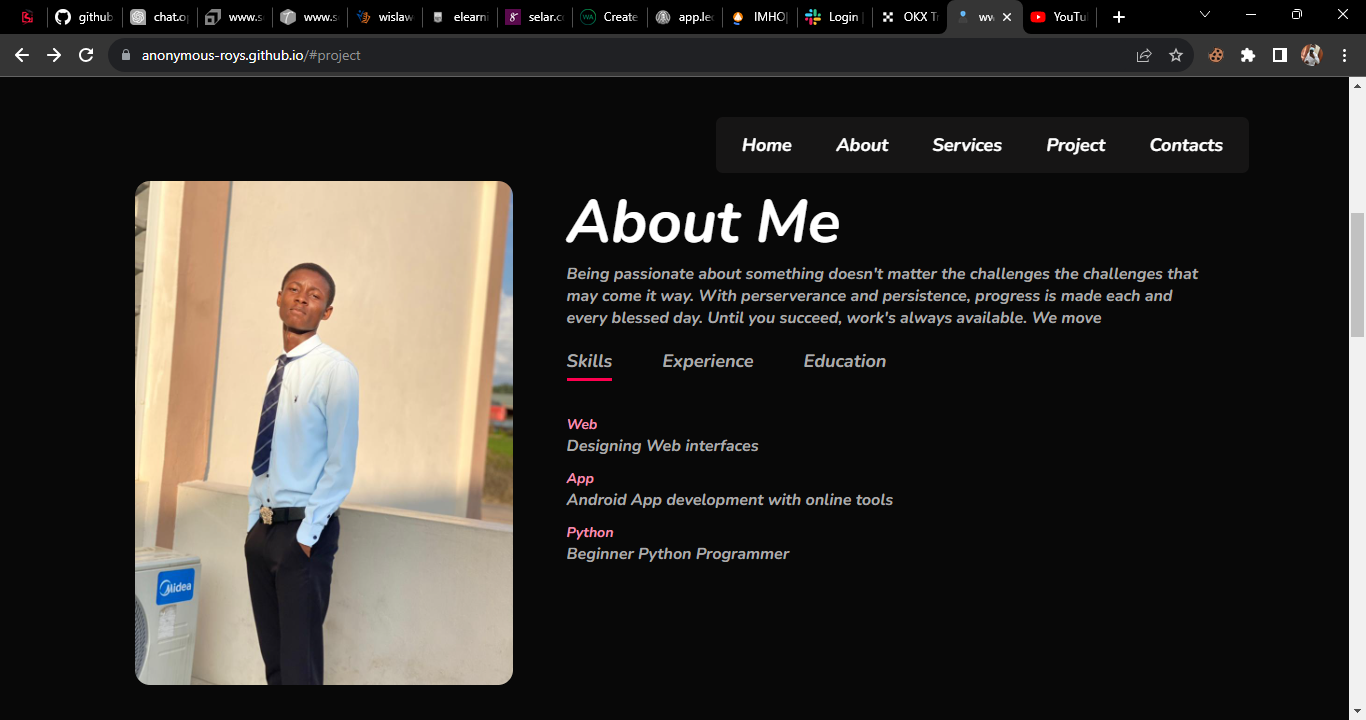 github
chat.o
www.s
www.s
wislaw
elearni
selar.c
Create
app.le
IMHO
Login
OKX T
ww
YouTu
anonymous-roys.github.io/#project
Home About Services Project Contacts
About Me
Being passionate about something doesn't matter the challenges the challenges that
may come it way. With perserverance and persistence, progress is made each and
every blessed day. Until you succeed, work's always available. We move
Skills Experience Education
Web
Designing Web interfaces
App
Android App development with online tools
Python
Beginner Python Programmer
Midea